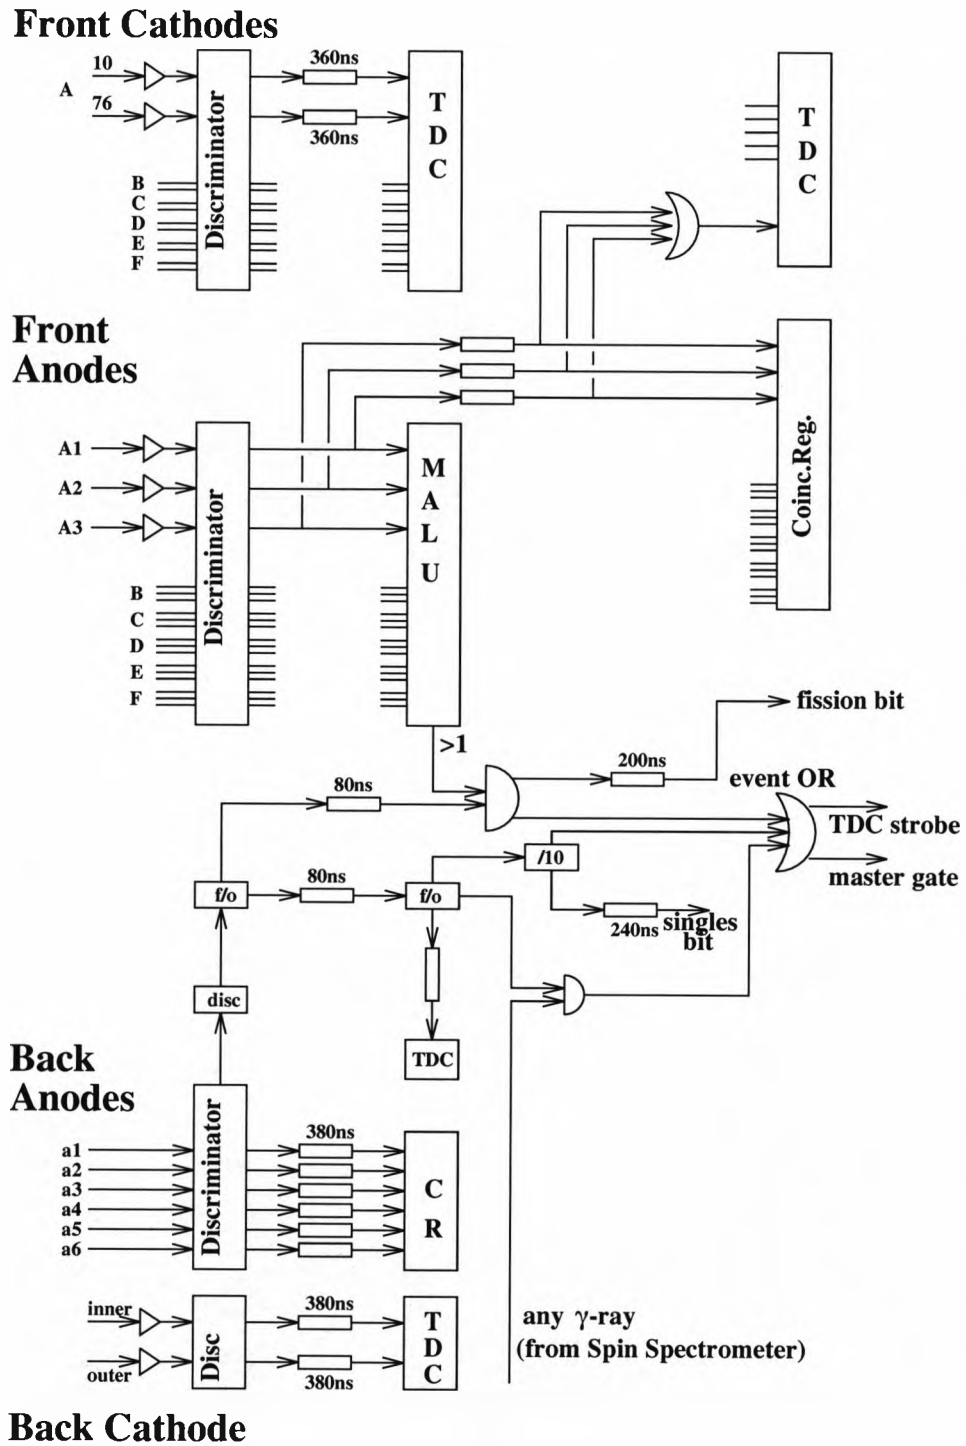 Front Cathodes
10
A
76
Discriminator
360ns
360ns
T
D
C
B
C
D
E
F
T
D
C
Front
Anodes
A1
A2
A3
Discriminator
B
C
D
E
F
M
A
L
U
Coinc.Reg.
>1
fission bit
200ns
event OR
80ns
TDC strobe
master gate
/10
80ns
f/o
f/o
240ns
singles
bit
disc
TDC
Back
Anodes
a1
a2
a3
a4
a5
a6
Discriminator
380ns
C
R
inner
outer
Disc
380ns
380ns
T
D
C
any γ-ray
(from Spin Spectrometer)
Back Cathode